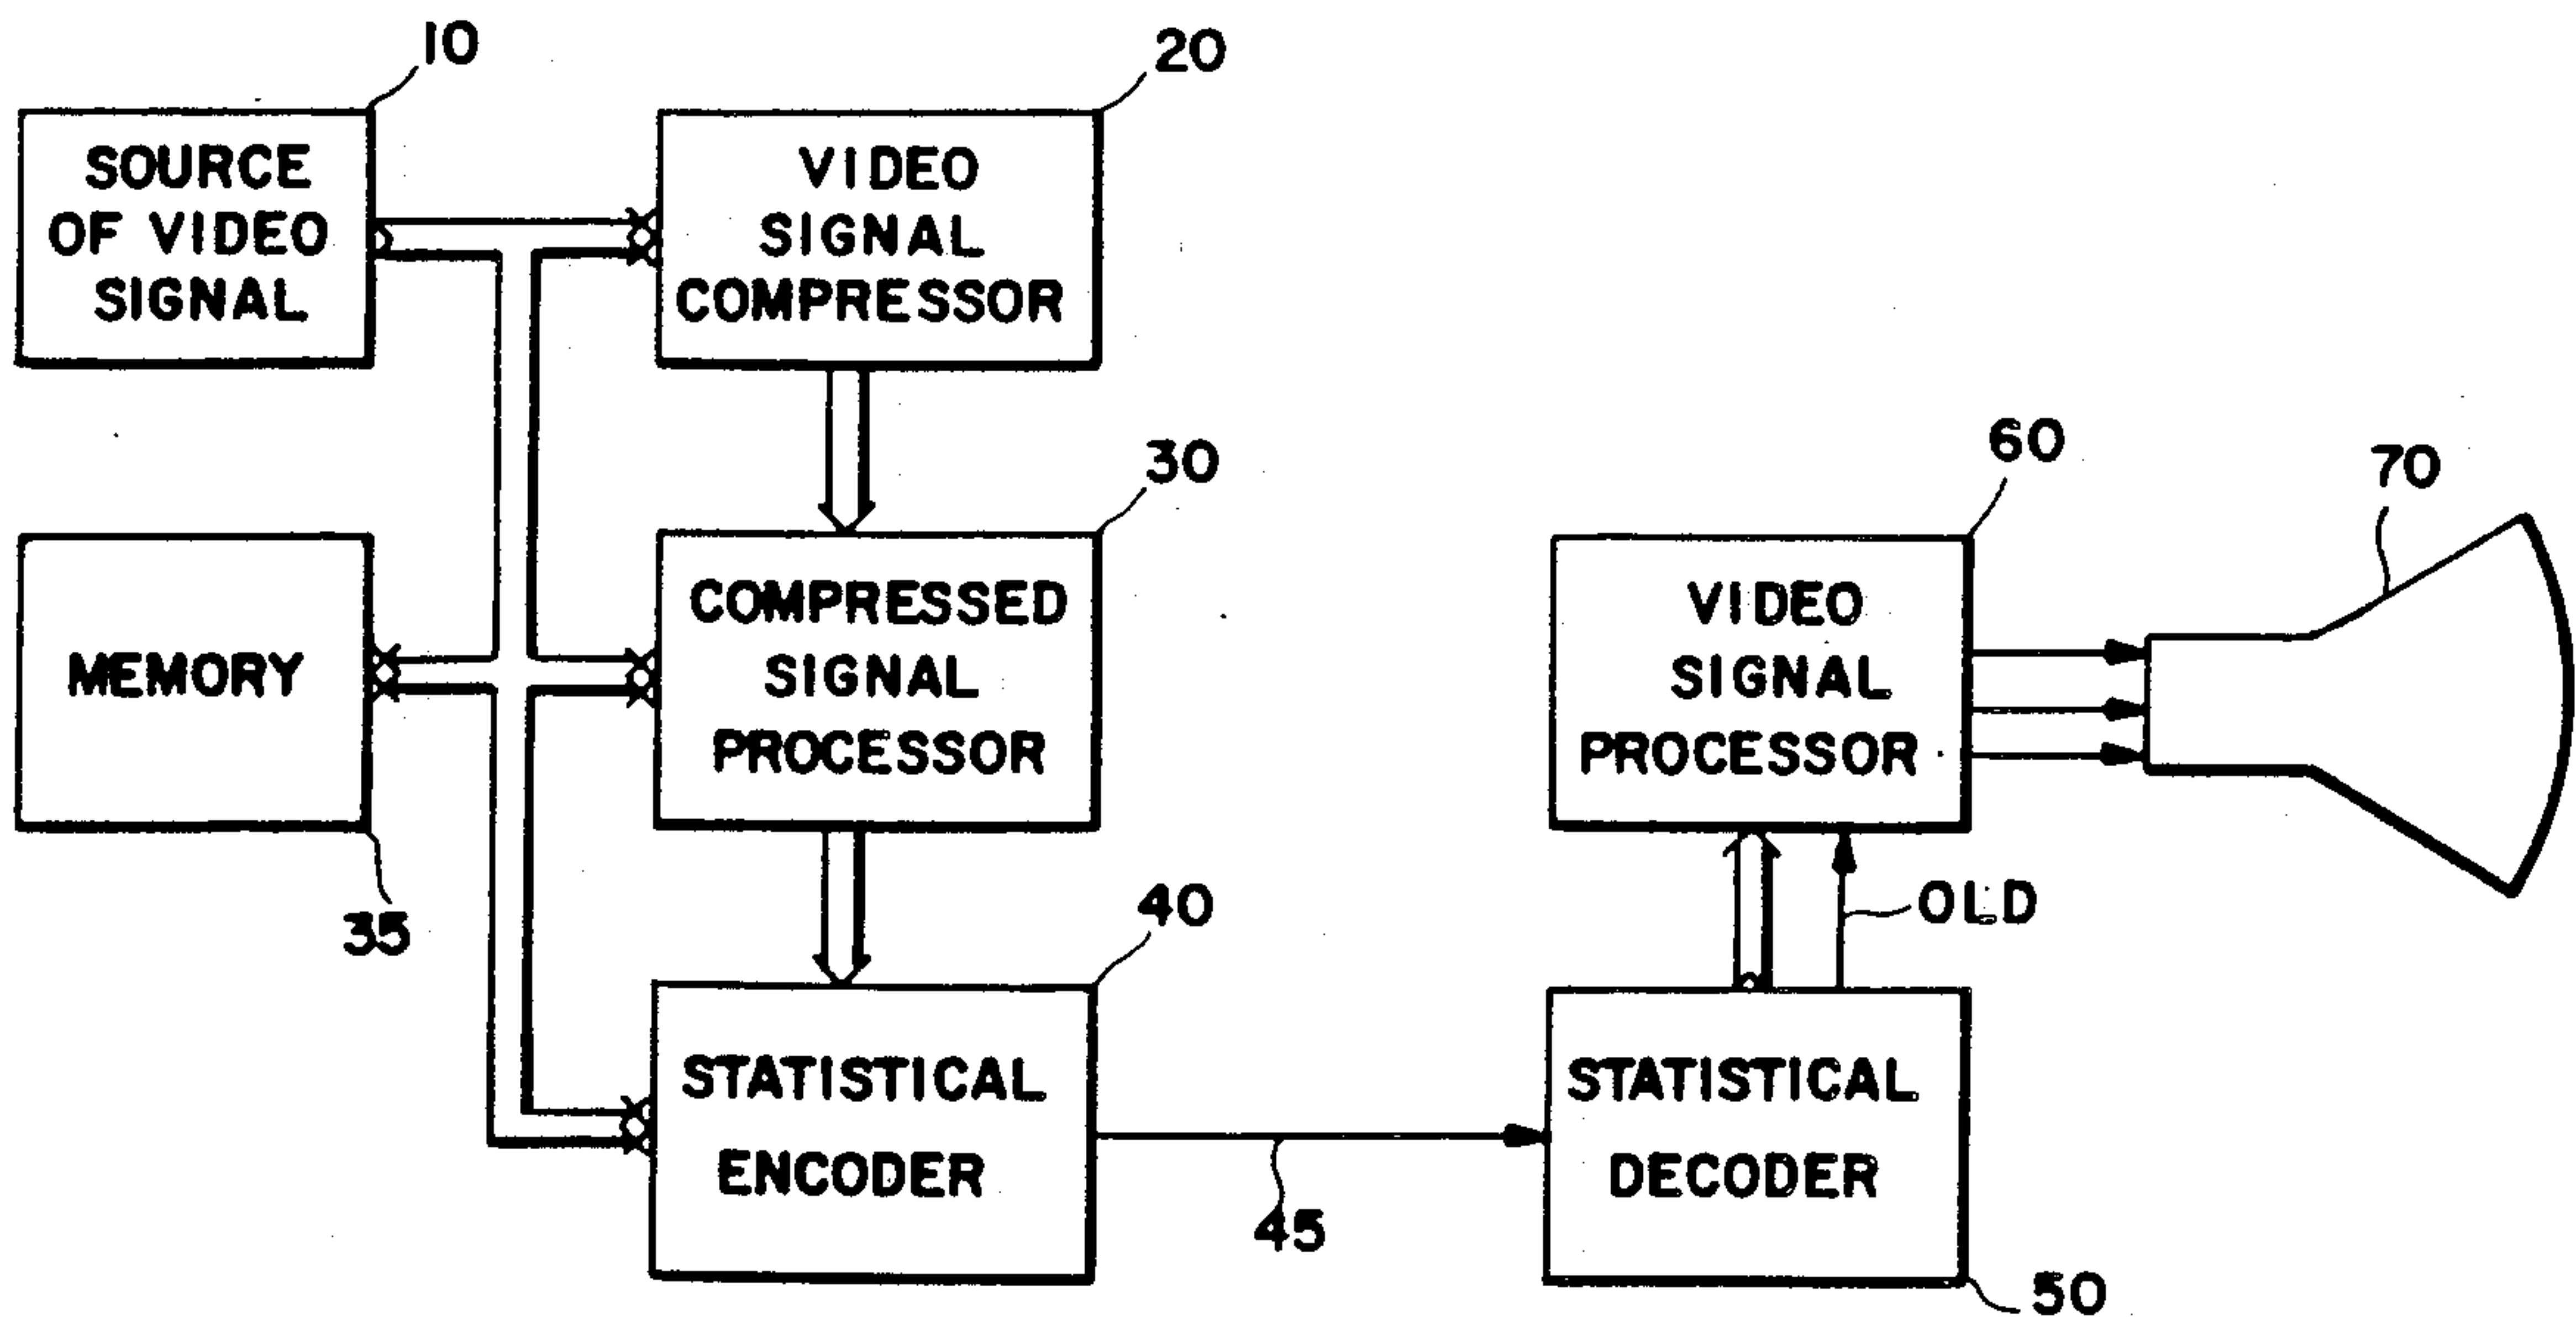 10
20
SOURCE
OF VIDEO
SIGNAL
VIDEO
SIGNAL
COMPRESSOR
30
60
70
MEMORY
COMPRESSED
SIGNAL
PROCESSOR
VIDEO
SIGNAL
PROCESSOR
35
40
OLD
STATISTICAL
ENCODER
45
STATISTICAL
DECODER
50